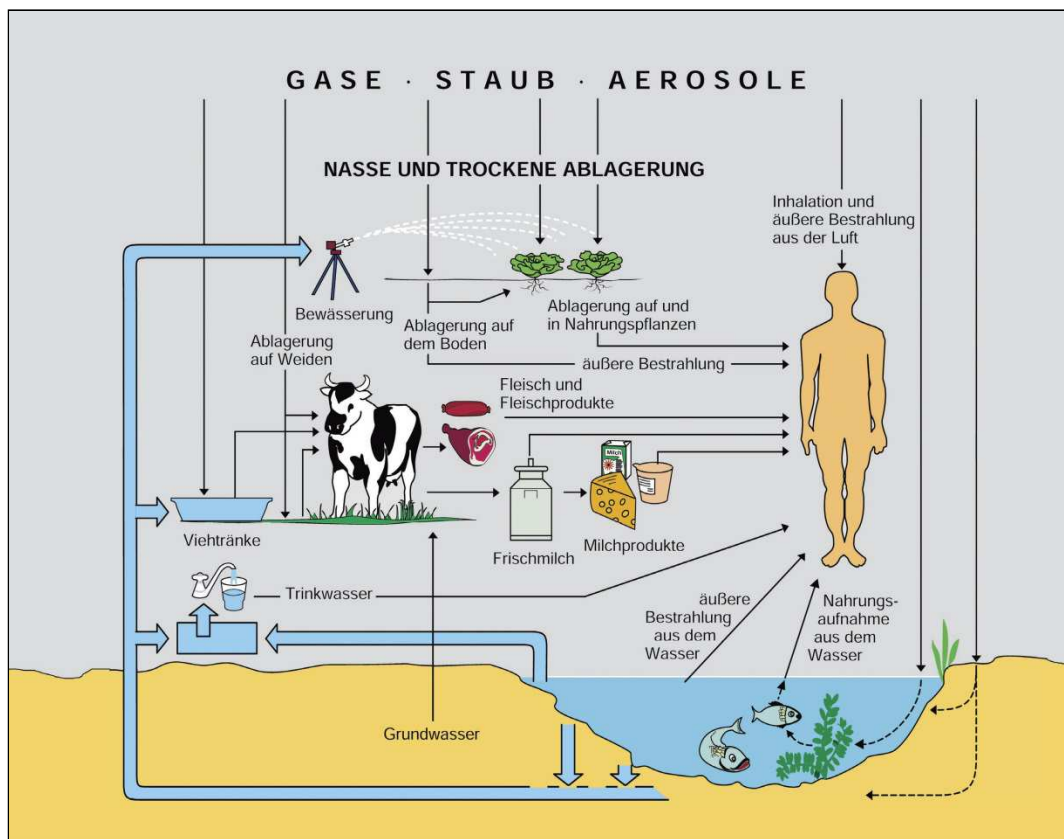 GASE · STAUB · AEROSOLE
NASSE UND TROCKENE ABLAGERUNG
Inhalation und
äußere Bestrahlung
aus der Luft
Bewässerung
Ablagerung auf
dem Boden
Ablagerung auf und
in Nahrungspflanzen
Ablagerung
auf Weiden
äußere Bestrahlung
Fleisch und
Fleischprodukte
Milch
Viehtränke
Frischmilch
Milchprodukte
Trinkwasser
äußere
Bestrahlung
aus dem
Wasser
Nahrungs-
aufnahme
aus dem
Wasser
Grundwasser